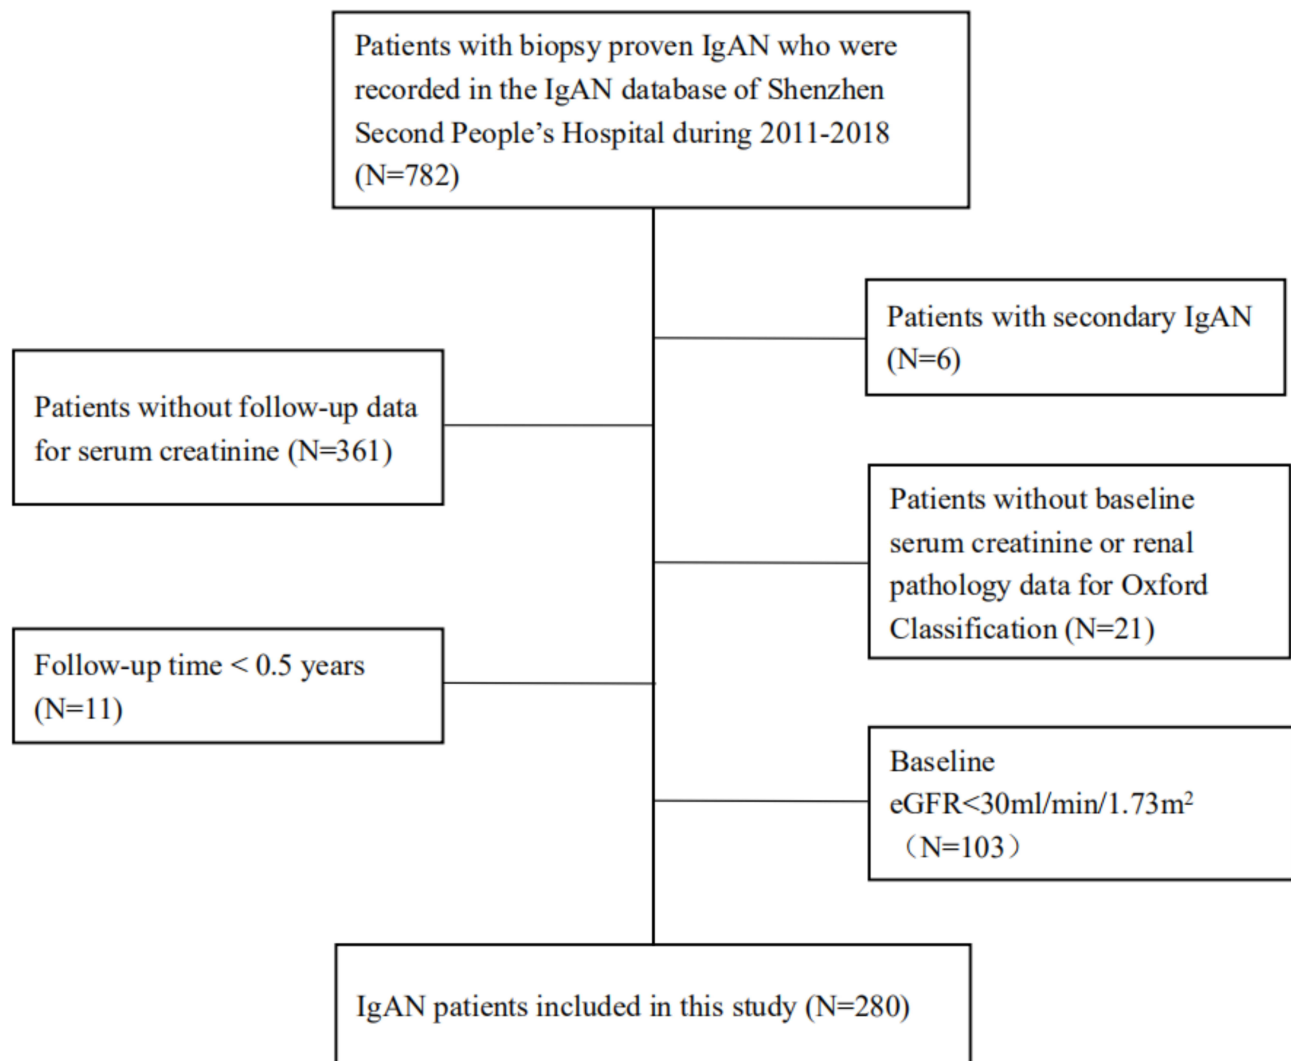 Patients with biopsy proven IgAN who were
recorded in the IgAN database of Shenzhen
Second People's Hospital during 2011-2018
(N=782)
Patients with secondary IgAN
(N=6)
Patients without follow-up data
for serum creatinine (N=361)
Patients without baseline
serum creatinine or renal
pathology data for Oxford
Classification (N=21)
Follow-up time < 0.5 years
(N=11)
Baseline
eGFR<30ml/min/1.73m²
（N=103）
IgAN patients included in this study (N=280)